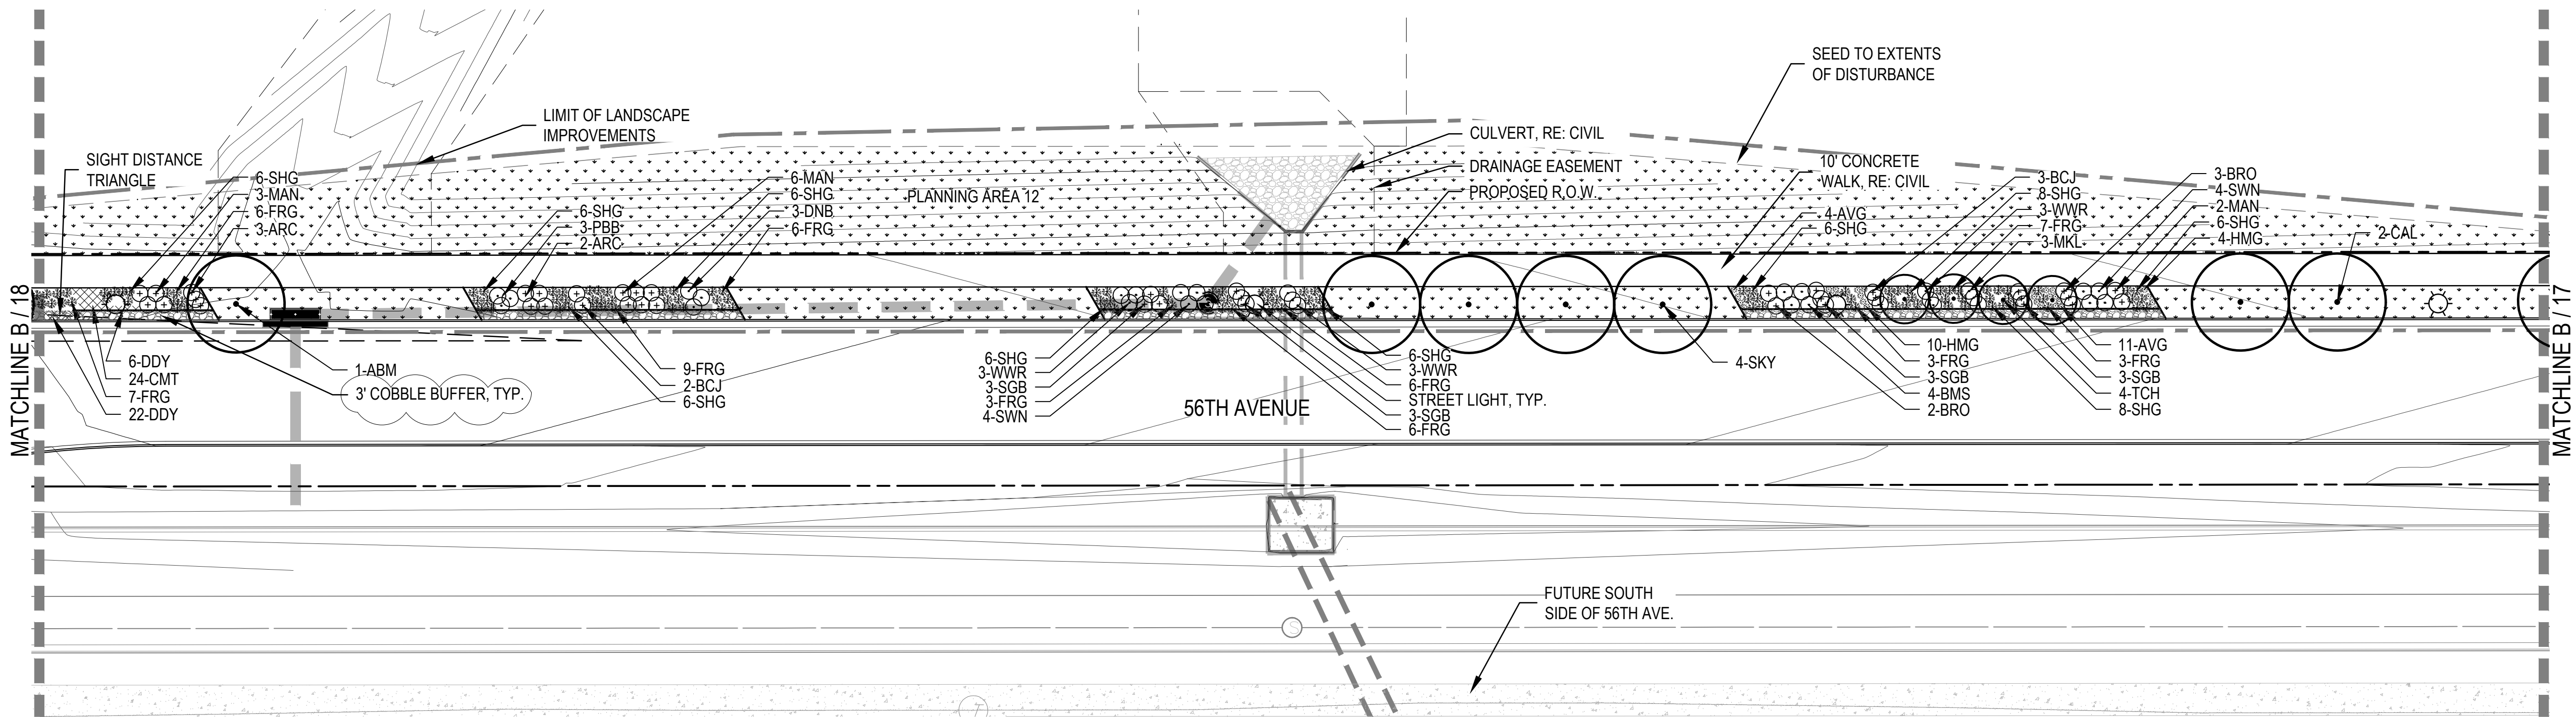 MATCHLINE B / 18
SIGHT DISTANCE
TRIANGLE
6-SHG
3-MAN
6-FRG
3-ARC
LIMIT OF LANDSCAPE
IMPROVEMENTS
6-SHG
3-PBB
2-ARC
6-MAN
6-SHG
3-DNB
6-FRG
PLANNING AREA 12
CULVERT, RE: CIVIL
DRAINAGE EASEMENT
PROPOSED R.O.W.
SEED TO EXTENTS
OF DISTURBANCE
10' CONCRETE
WALK, RE: CIVIL
4-AVG
6-SHG
3-BCJ
8-SHG
3-WWR
7-FRG
3-MKL
3-BRO
4-SWN
2-MAN
6-SHG
4-HMG
2-CAL
6-DDY
24-CMT
7-FRG
22-DDY
1-ABM
3' COBBLE BUFFER, TYP.
9-FRG
2-BCJ
6-SHG
6-SHG
3-WWR
3-SGB
3-FRG
4-SWN
56TH AVENUE
6-SHG
3-WWR
6-FRG
STREET LIGHT, TYP.
3-SGB
6-FRG
4-SKY
10-HMG
3-FRG
3-SGB
4-BMS
2-BRO
11-AVG
3-FRG
3-SGB
4-TCH
8-SHG
FUTURE SOUTH
SIDE OF 56TH AVE.
S
T
MATCHLINE B / 17